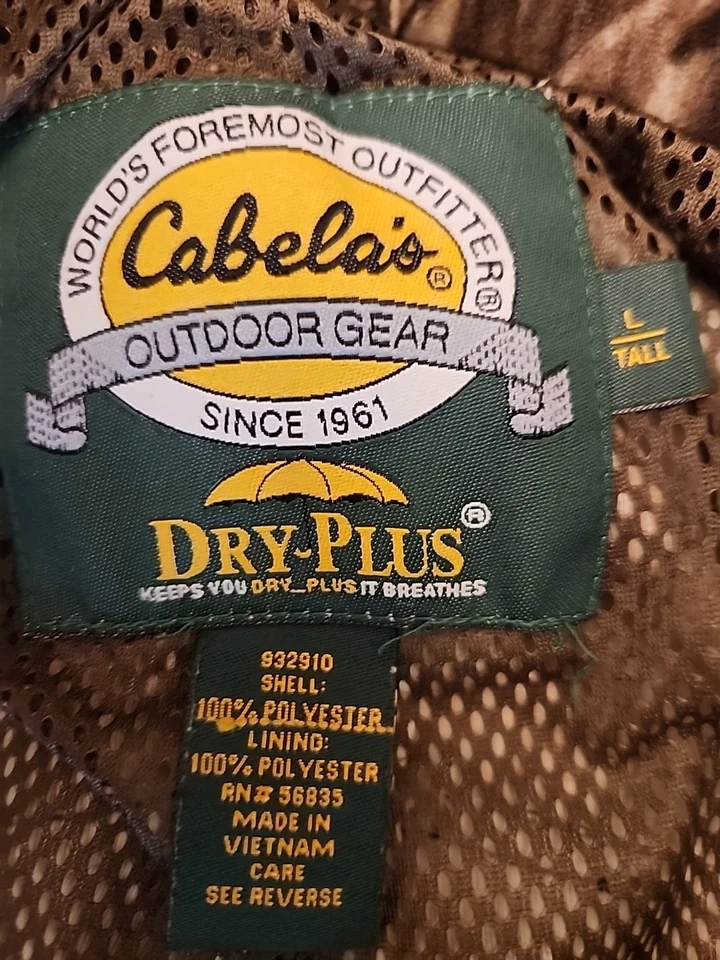 WORLD'S FOREMOST OUTFITTER®
Cabela's®
OUTDOOR GEAR
SINCE 1961
L
TALL
DRY-PLUS®
KEEPS YOU DRY_PLUS IT BREATHES
932910
SHELL:
100% POLYESTER
LINING:
100% POLYESTER
RN# 56835
MADE IN
VIETNAM
CARE
SEE REVERSE